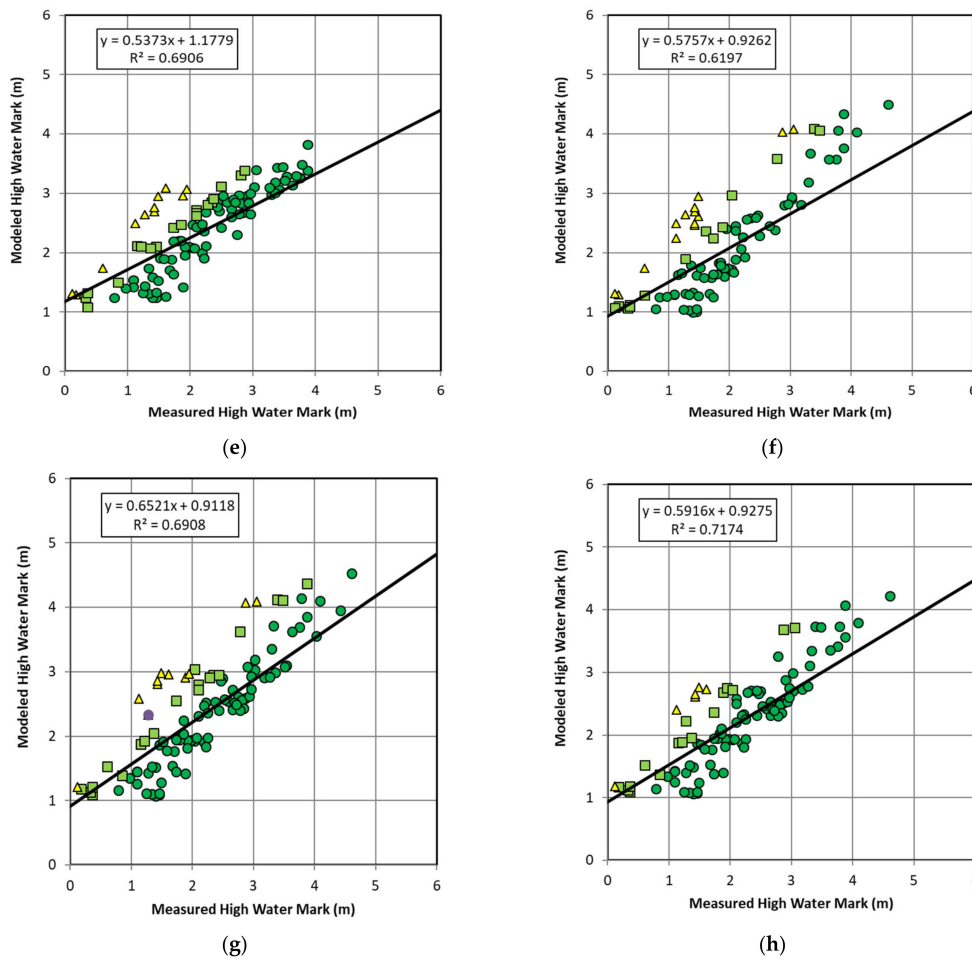 y = 0.5373x + 1.1779
R² = 0.6906
6
5
4
3
2
1
0
Modeled High Water Mark (m)
0 1 2 3 4 5 6
Measured High Water Mark (m)
(e)
y = 0.5757x + 0.9262
R² = 0.6197
6
5
4
3
2
1
0
Modeled High Water Mark (m)
0 1 2 3 4 5 6
Measured High Water Mark (m)
(f)
y = 0.6521x + 0.9118
R² = 0.6908
6
5
4
3
2
1
0
Modeled High Water Mark (m)
0 1 2 3 4 5 6
Measured High Water Mark (m)
(g)
y = 0.5916x + 0.9275
R² = 0.7174
6
5
4
3
2
1
0
Modeled High Water Mark (m)
0 1 2 3 4 5 6
Measured High Water Mark (m)
(h)